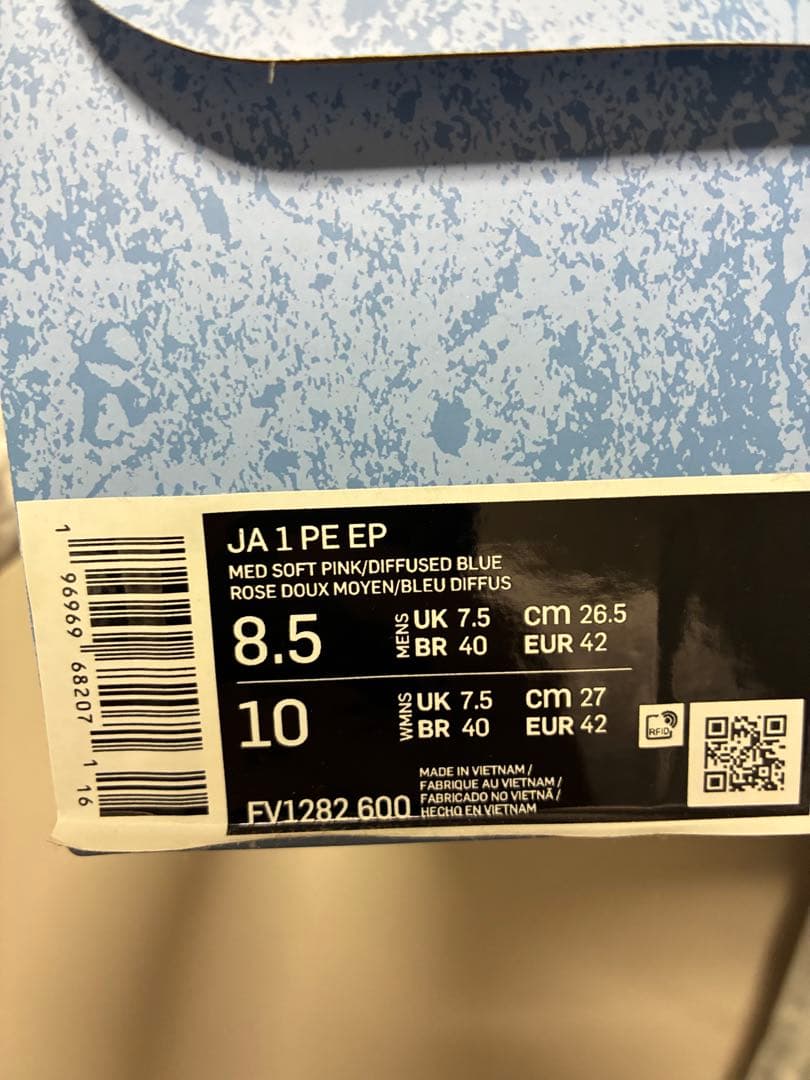 JA 1 PE EP
MED SOFT PINK/DIFFUSED BLUE
ROSE DOUX MOYEN/BLEU DIFFUS
8.5 MENS UK 7.5 cm 26.5
BR 40 EUR 42
10 WMNS UK 7.5 cm 27
BR 40 EUR 42
RFID
MADE IN VIETNAM /
FABRIQUE AU VIETNAM /
FABRICADO NO VIETNÃ /
HECHO EN VIETNAM
FV1282 600
1 96969 68207 1 16